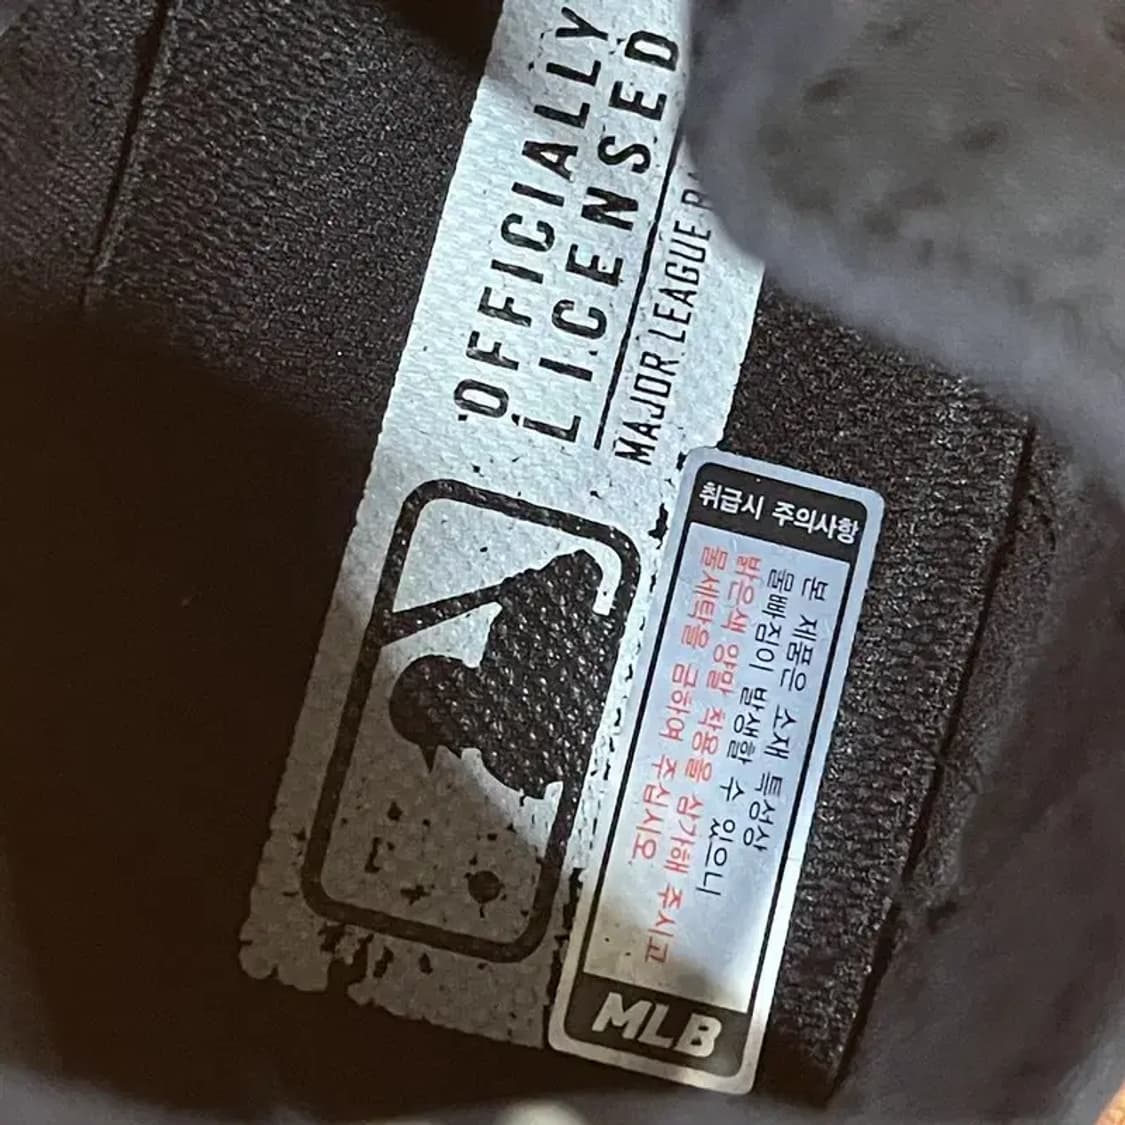 OFFICIALLY
LICENSED
MAJOR LEAGUE
취급시 주의사항
본 제품은 소재 특성상
물빠짐이 발생할 수 있으니
밝은색 양말 착용을 삼가해 주시고
물세탁을 금하여 주십시오
MLB